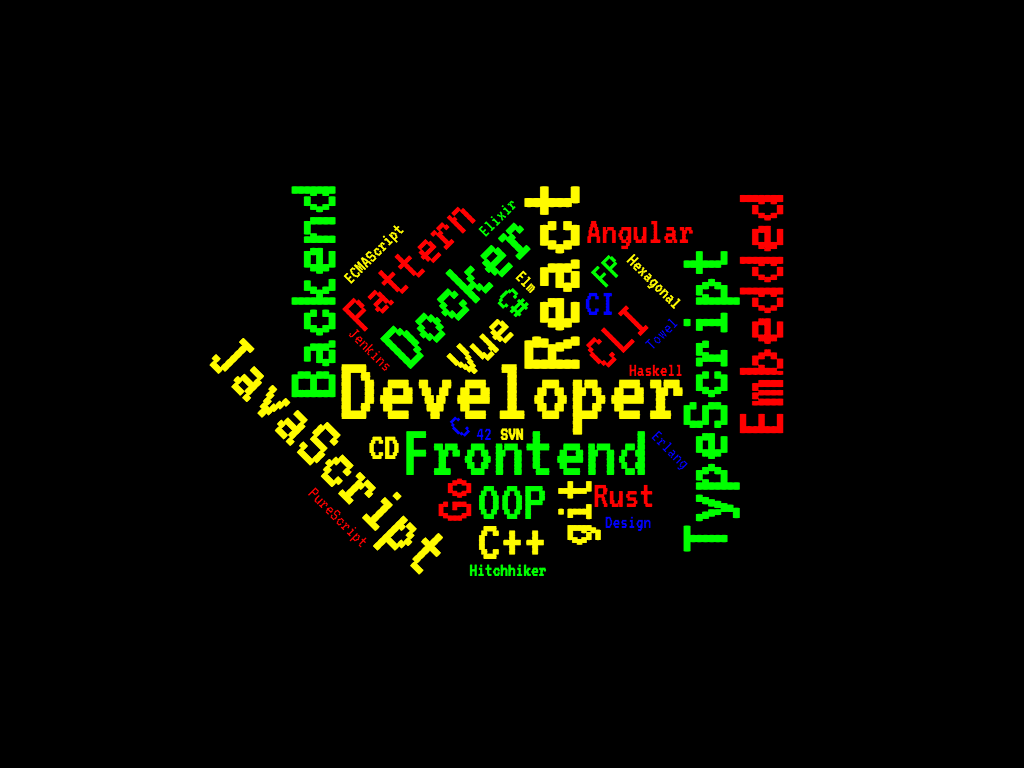 Backend
ECMAScript
Pattern
Elixir
Docker
React
Angular
Embedded
FP
Hexagonal
TypeScript
Elm
C#
CI
CLI
Towel
Vue
Jenkins
JavaScript
Haskell
Developer
C
42
SVN
CD
Frontend
Erlang
Go
OOP
git
Rust
PureScript
Design
C++
Hitchhiker